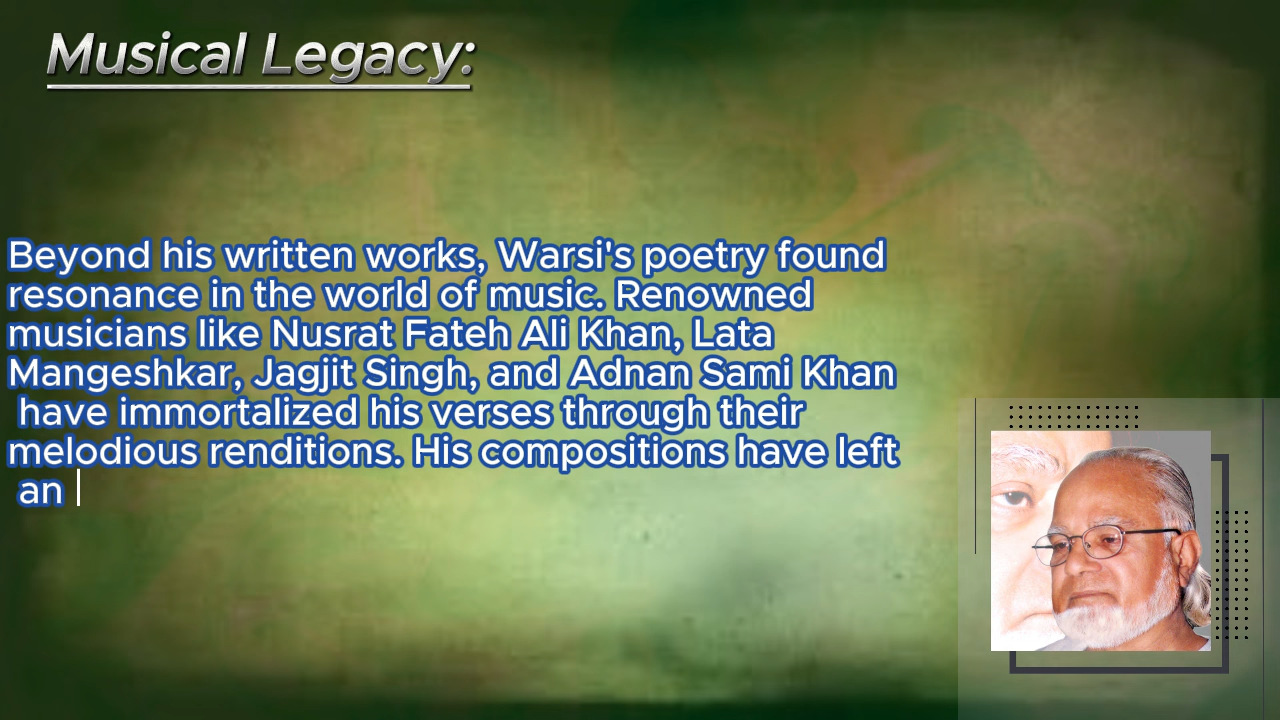 Musical Legacy:
Beyond his written works, Warsi's poetry found
resonance in the world of music. Renowned
musicians like Nusrat Fateh Ali Khan, Lata
Mangeshkar, Jagjit Singh, and Adnan Sami Khan
have immortalized his verses through their
melodious renditions. His compositions have left
an